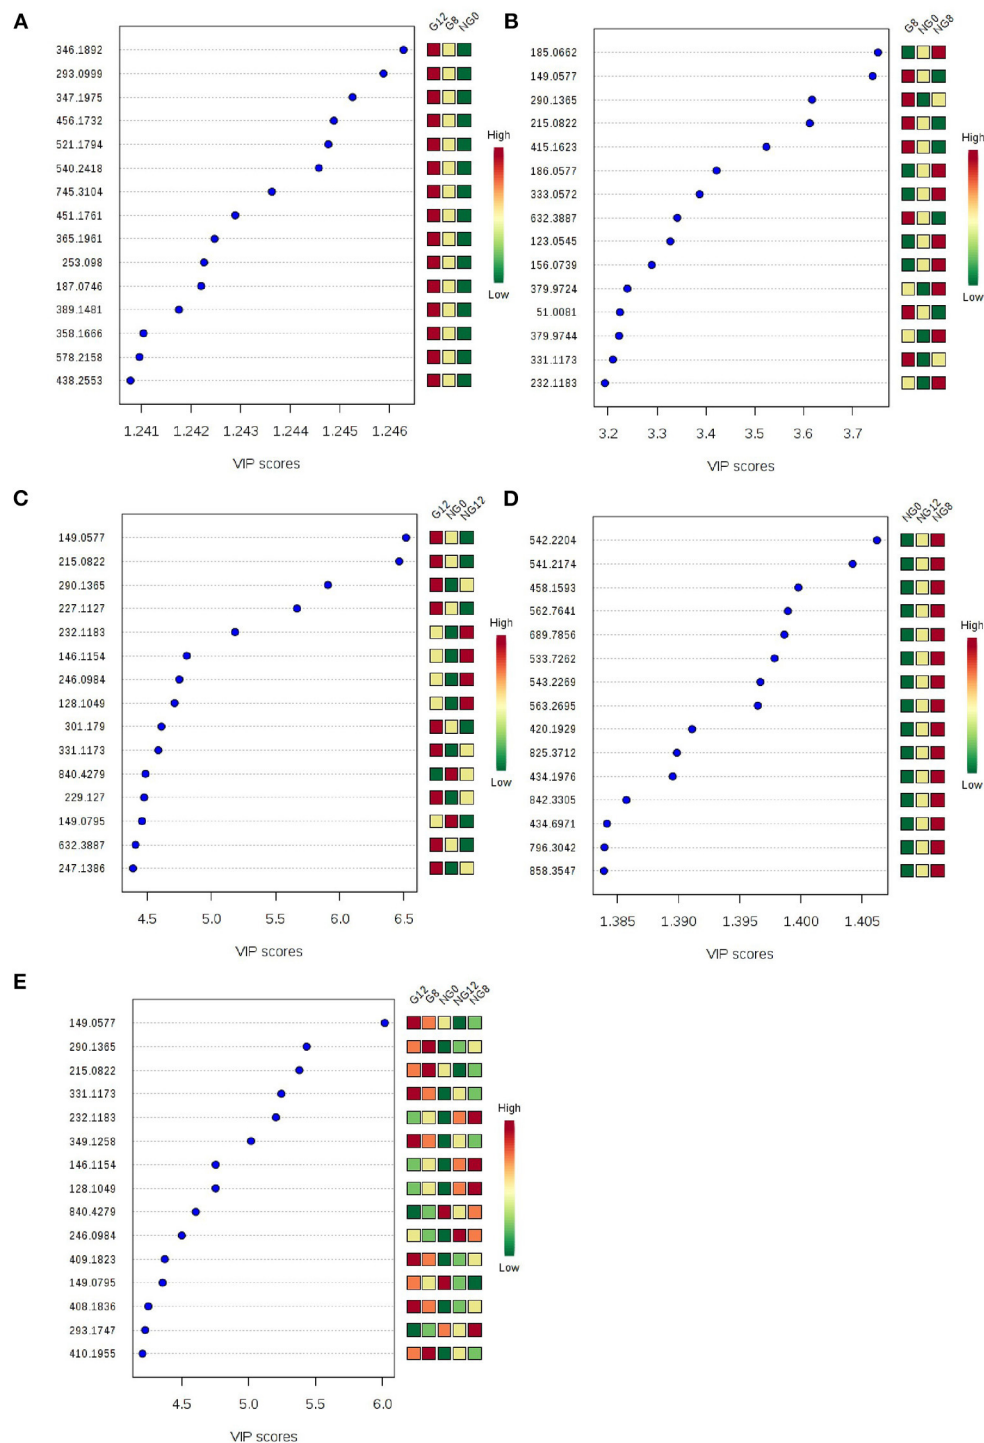 A
G12 G8 NG0
346.1892
293.0999
347.1975
456.1732
521.1794
540.2418
745.3104
451.1761
365.1961
253.098
187.0746
389.1481
358.1666
578.2158
438.2553
High
Low
1.241 1.242 1.243 1.244 1.245 1.246
VIP scores
B
G8 NG0 NG8
185.0662
149.0577
290.1365
215.0822
415.1623
186.0577
333.0572
632.3887
123.0545
156.0739
379.9724
51.0081
379.9744
331.1173
232.1183
High
Low
3.2 3.3 3.4 3.5 3.6 3.7
VIP scores
C
G12 NG0 NG12
149.0577
215.0822
290.1365
227.1127
232.1183
146.1154
246.0984
128.1049
301.179
331.1173
840.4279
229.127
149.0795
632.3887
247.1386
High
Low
4.5 5.0 5.5 6.0 6.5
VIP scores
D
NG0 NG12 NG8
542.2204
541.2174
458.1593
562.7641
689.7856
533.7262
543.2269
563.2695
420.1929
825.3712
434.1976
842.3305
434.6971
796.3042
858.3547
High
Low
1.385 1.390 1.395 1.400 1.405
VIP scores
E
G12 G8 NG0 NG12 NG8
149.0577
290.1365
215.0822
331.1173
232.1183
349.1258
146.1154
128.1049
840.4279
246.0984
409.1823
149.0795
408.1836
293.1747
410.1955
High
Low
4.5 5.0 5.5 6.0
VIP scores